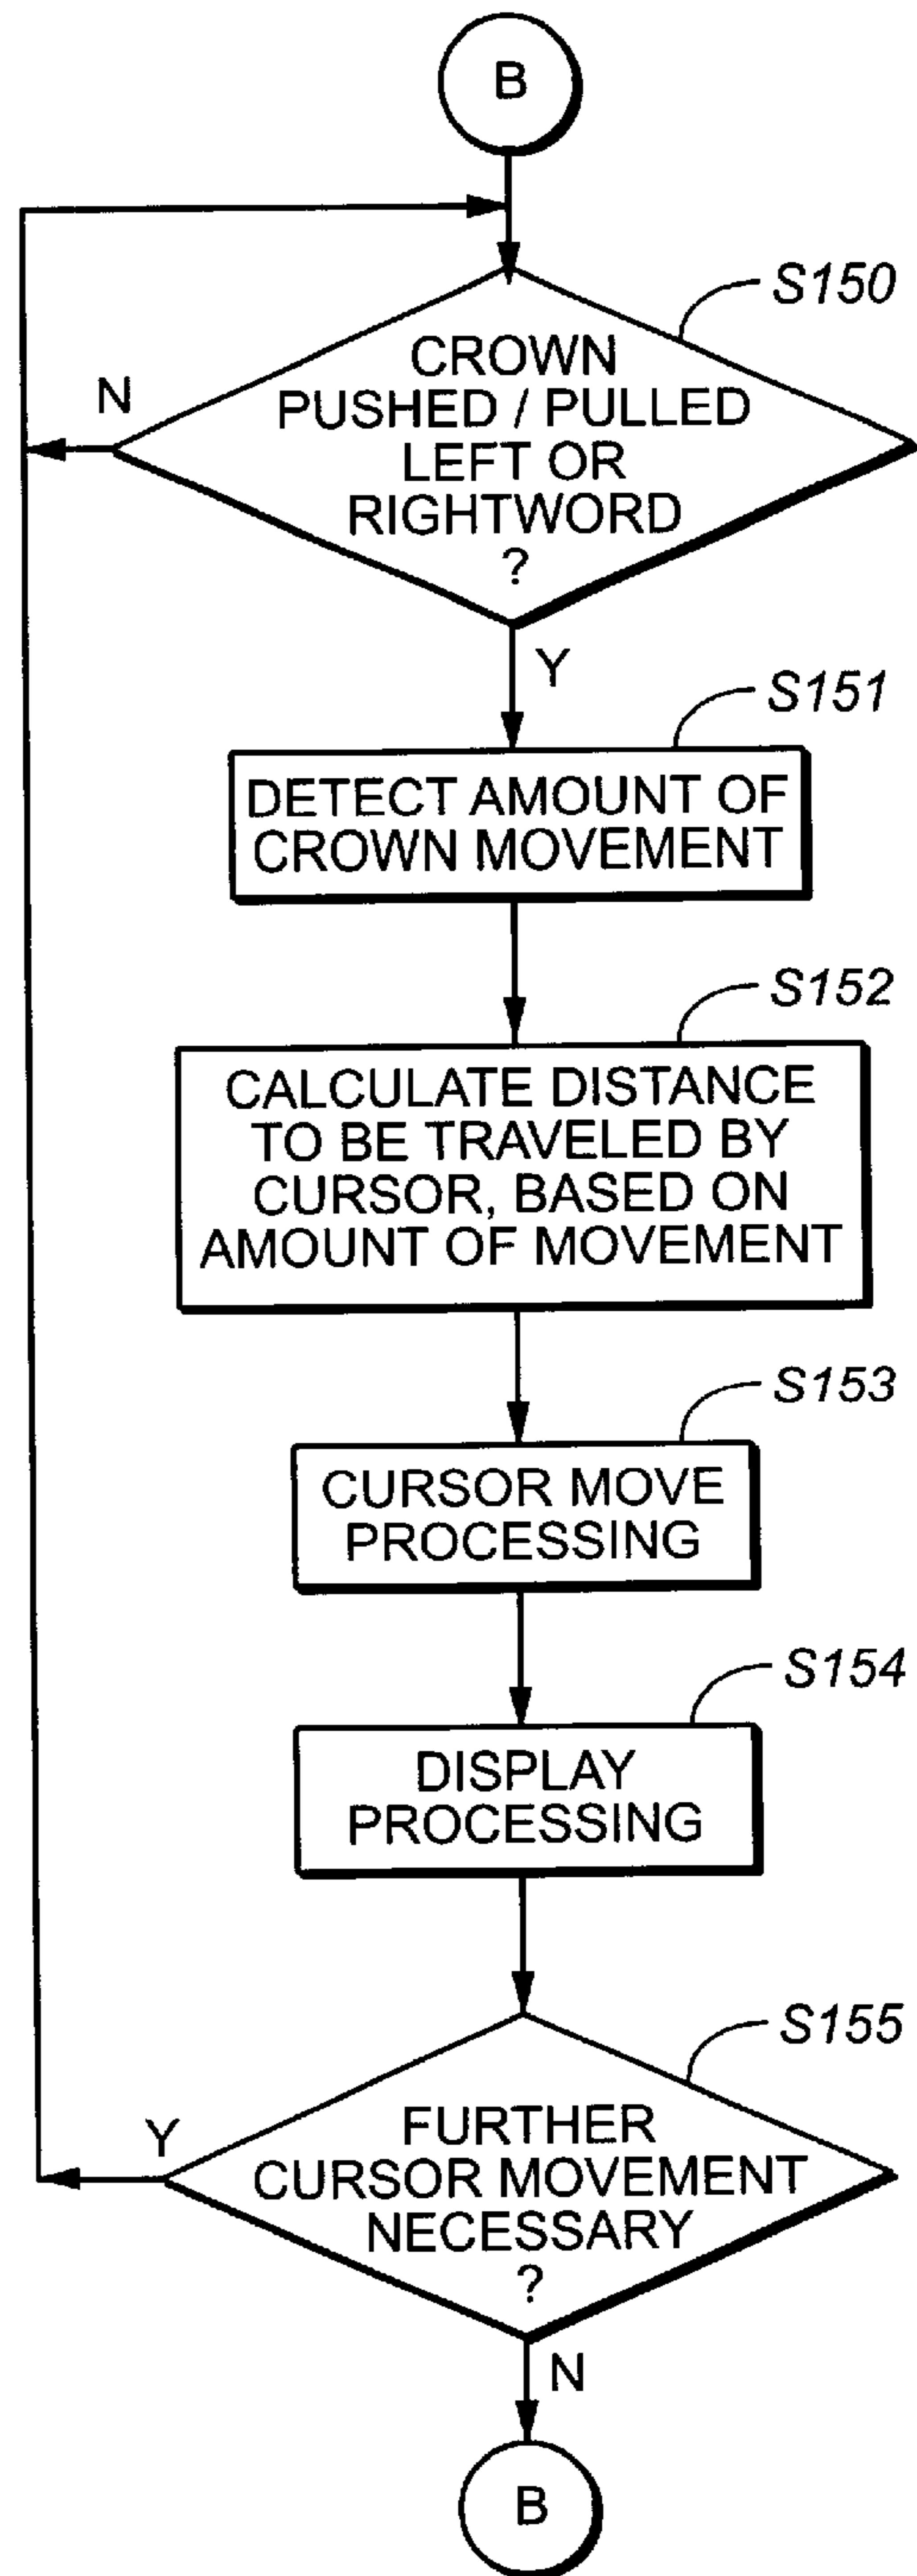 B
S150
CROWN
PUSHED / PULLED
LEFT OR
RIGHTWORD
?
N
Y
S151
DETECT AMOUNT OF
CROWN MOVEMENT
S152
CALCULATE DISTANCE
TO BE TRAVELED BY
CURSOR, BASED ON
AMOUNT OF MOVEMENT
S153
CURSOR MOVE
PROCESSING
S154
DISPLAY
PROCESSING
S155
Y
FURTHER
CURSOR MOVEMENT
NECESSARY
?
N
B